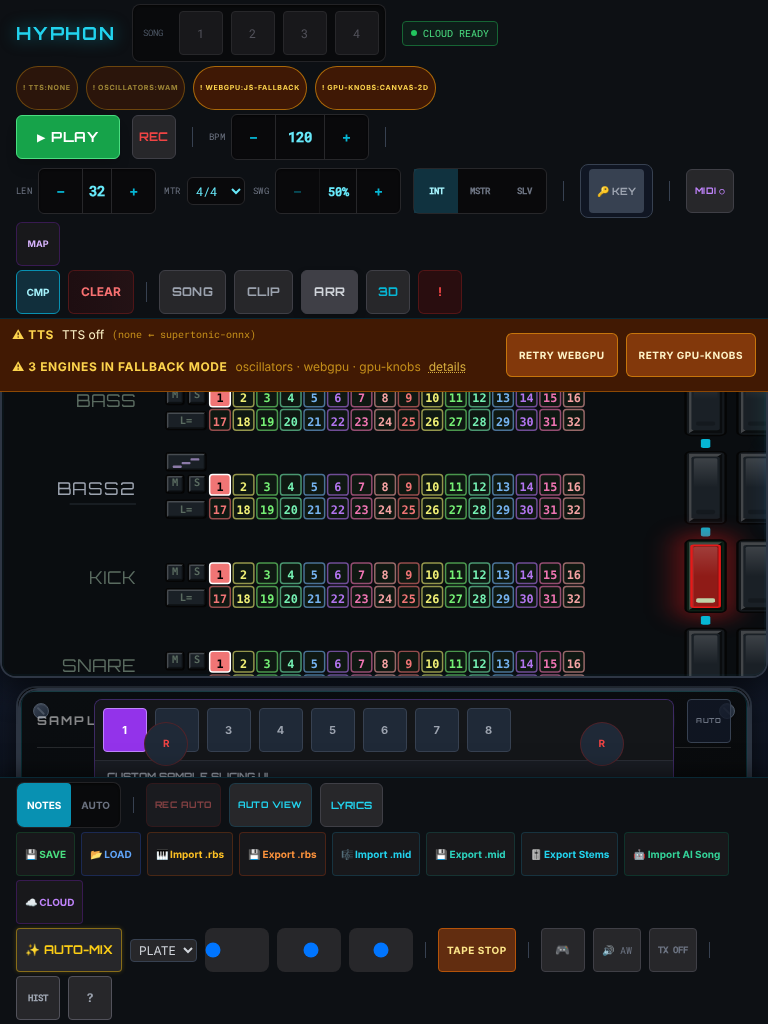 HYPHON SONG 1 2 3 4 CLOUD READY
! TTS:NONE ! OSCILLATORS:WAM ! WEBGPU:JS-FALLBACK ! GPU-KNOBS:CANVAS-2D
▶ PLAY REC BPM − 120 +
LEN − 32 + MTR 4/4 SWG − 50% + INT MSTR SLV 🔑 KEY MIDI ○
MAP
CMP CLEAR SONG CLIP ARR 3D !
⚠ TTS TTS off (none ← supertonic-onnx)
⚠ 3 ENGINES IN FALLBACK MODE oscillators · webgpu · gpu-knobs details
RETRY WEBGPU RETRY GPU-KNOBS
BASS M S 1 2 3 4 5 6 7 8 9 10 11 12 13 14 15 16
L= 17 18 19 20 21 22 23 24 25 26 27 28 29 30 31 32
BASS2 M S 1 2 3 4 5 6 7 8 9 10 11 12 13 14 15 16
L= 17 18 19 20 21 22 23 24 25 26 27 28 29 30 31 32
KICK M S 1 2 3 4 5 6 7 8 9 10 11 12 13 14 15 16
L= 17 18 19 20 21 22 23 24 25 26 27 28 29 30 31 32
SNARE M S 1 2 3 4 5 6 7 8 9 10 11 12 13 14 15 16
SAMPL 1 R 3 4 5 6 7 8 R AUTO
CUSTOM SAMPLE SLICING UI
NOTES AUTO REC AUTO AUTO VIEW LYRICS
💾 SAVE 📂 LOAD 🎹 Import .rbs 💾 Export .rbs 🎼 Import .mid 💾 Export .mid 🎚 Export Stems 🤖 Import AI Song
☁️ CLOUD
✨ AUTO-MIX PLATE TAPE STOP 🎮 🔊 AW TX OFF
HIST ?